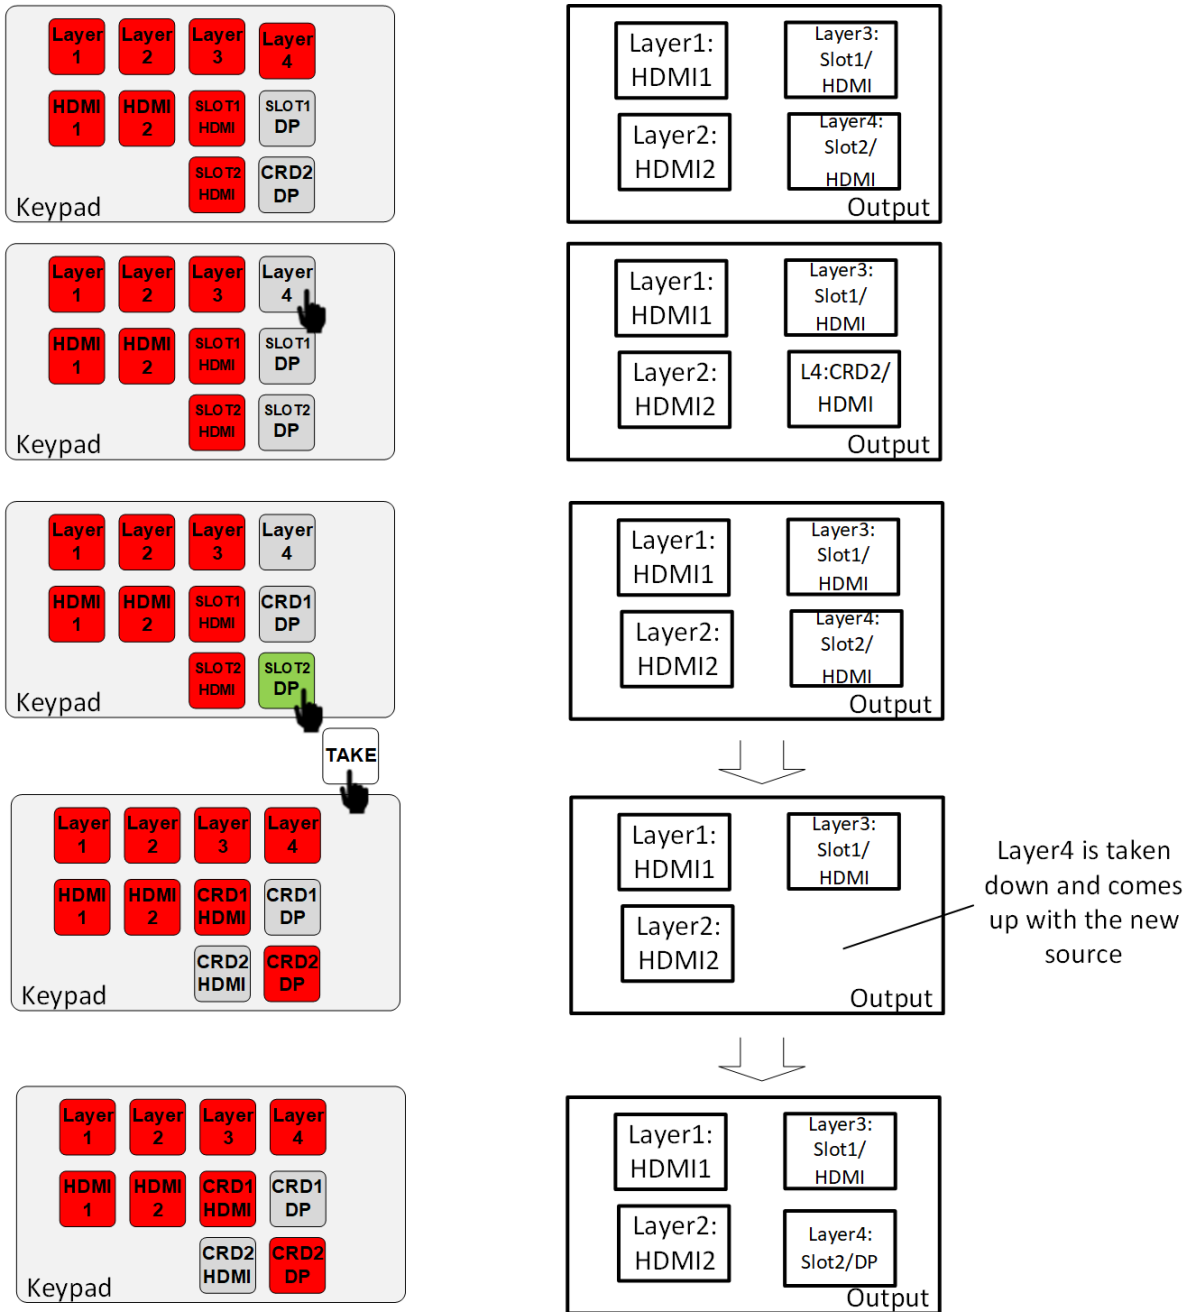 Layer
1
Layer
2
Layer
3
Layer
4
HDMI
1
HDMI
2
SLOT1
HDMI
SLOT1
DP
SLOT2
HDMI
CRD2
DP
Keypad
Layer1:
HDMI1
Layer3:
Slot1/
HDMI
Layer2:
HDMI2
Layer4:
Slot2/
HDMI
Output
Layer
1
Layer
2
Layer
3
Layer
4
HDMI
1
HDMI
2
SLOT1
HDMI
SLOT1
DP
SLOT2
HDMI
SLOT2
DP
Keypad
Layer1:
HDMI1
Layer3:
Slot1/
HDMI
Layer2:
HDMI2
L4:CRD2/
HDMI
Output
Layer
1
Layer
2
Layer
3
Layer
4
HDMI
1
HDMI
2
SLOT1
HDMI
CRD1
DP
SLOT2
HDMI
SLOT2
DP
Keypad
Layer1:
HDMI1
Layer3:
Slot1/
HDMI
Layer2:
HDMI2
Layer4:
Slot2/
HDMI
Output
TAKE
Layer
1
Layer
2
Layer
3
Layer
4
HDMI
1
HDMI
2
CRD1
HDMI
CRD1
DP
CRD2
HDMI
CRD2
DP
Keypad
Layer1:
HDMI1
Layer3:
Slot1/
HDMI
Layer2:
HDMI2
Output
Layer4 is taken
down and comes
up with the new
source
Layer
1
Layer
2
Layer
3
Layer
4
HDMI
1
HDMI
2
CRD1
HDMI
CRD1
DP
CRD2
HDMI
CRD2
DP
Keypad
Layer1:
HDMI1
Layer3:
Slot1/
HDMI
Layer2:
HDMI2
Layer4:
Slot2/DP
Output